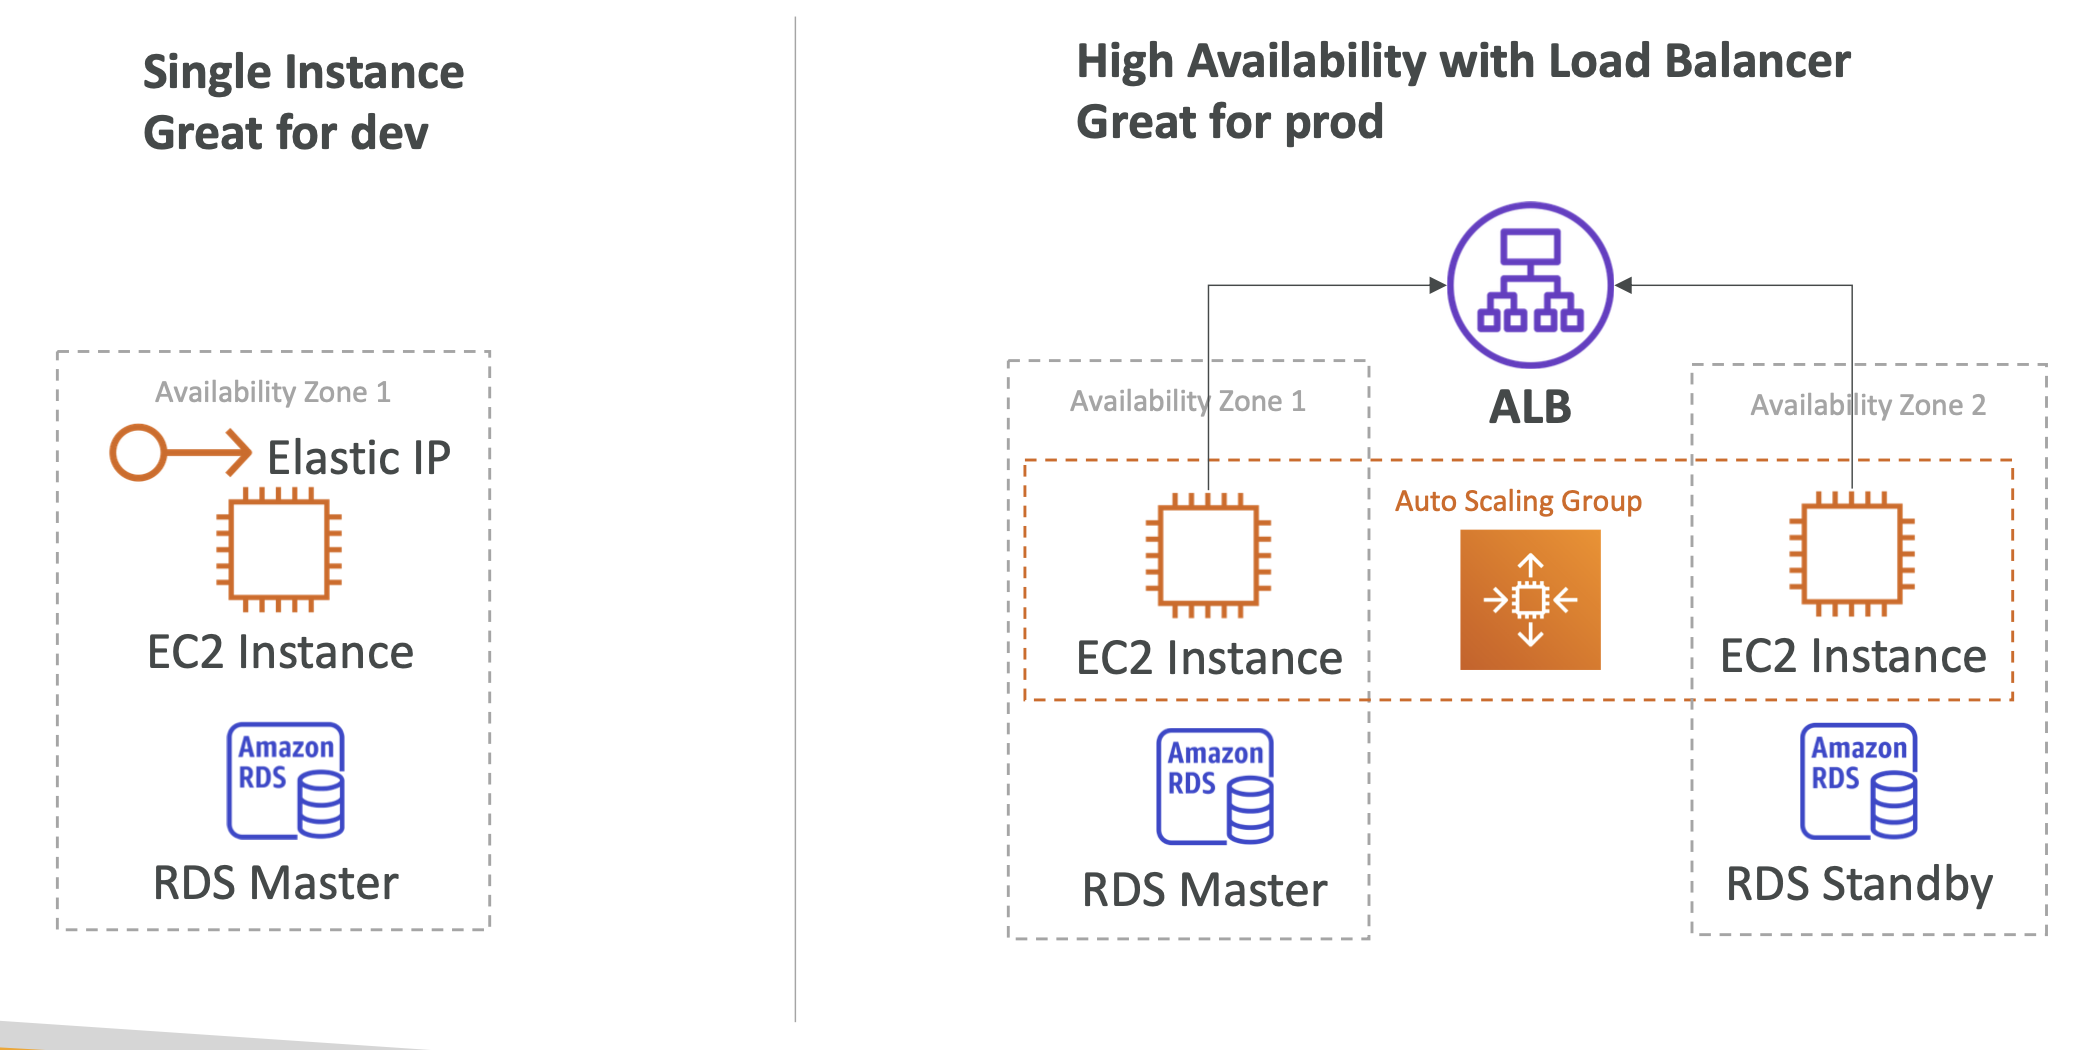 Single Instance
Great for dev
Availability Zone 1
Elastic IP
EC2 Instance
Amazon
RDS
RDS Master
High Availability with Load Balancer
Great for prod
ALB
Availability Zone 1
Availability Zone 2
Auto Scaling Group
EC2 Instance
EC2 Instance
Amazon
RDS
RDS Master
Amazon
RDS
RDS Standby